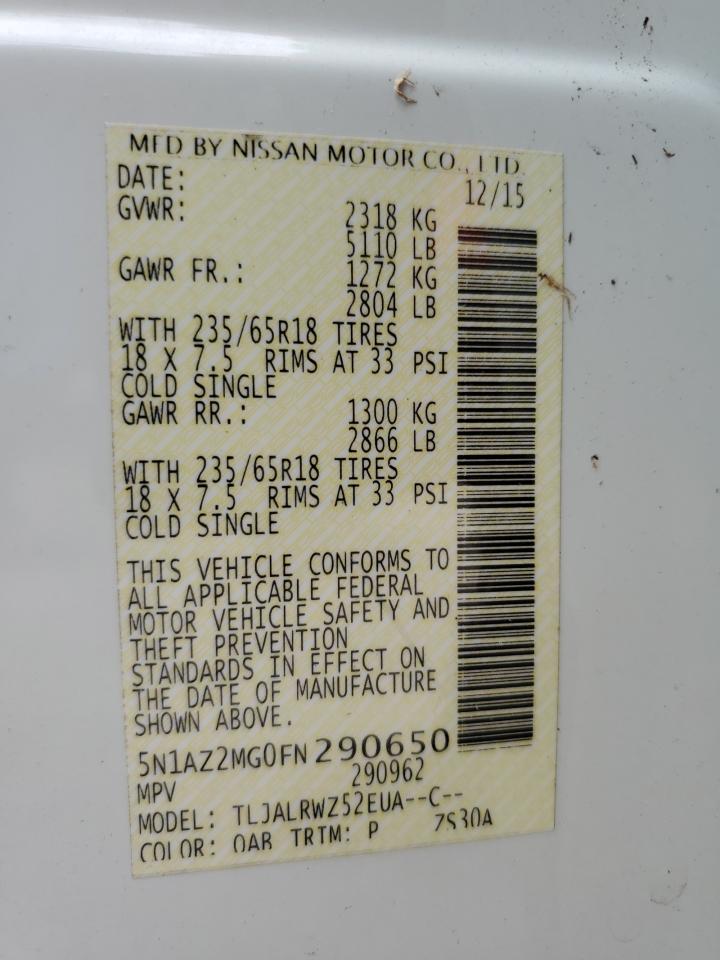 MFD BY NISSAN MOTOR CO., LTD.
DATE: 12/15
GVWR: 2318 KG
5110 LB
GAWR FR.: 1272 KG
2804 LB
WITH 235/65R18 TIRES
18 X 7.5 RIMS AT 33 PSI
COLD SINGLE
GAWR RR.: 1300 KG
2866 LB
WITH 235/65R18 TIRES
18 X 7.5 RIMS AT 33 PSI
COLD SINGLE
THIS VEHICLE CONFORMS TO
ALL APPLICABLE FEDERAL
MOTOR VEHICLE SAFETY AND
THEFT PREVENTION
STANDARDS IN EFFECT ON
THE DATE OF MANUFACTURE
SHOWN ABOVE.
5N1AZ2MG0FN290650
290962
MPV
MODEL: TLJALRWZ52EUA--C--
COLOR: QAB TRIM: P ZS30A